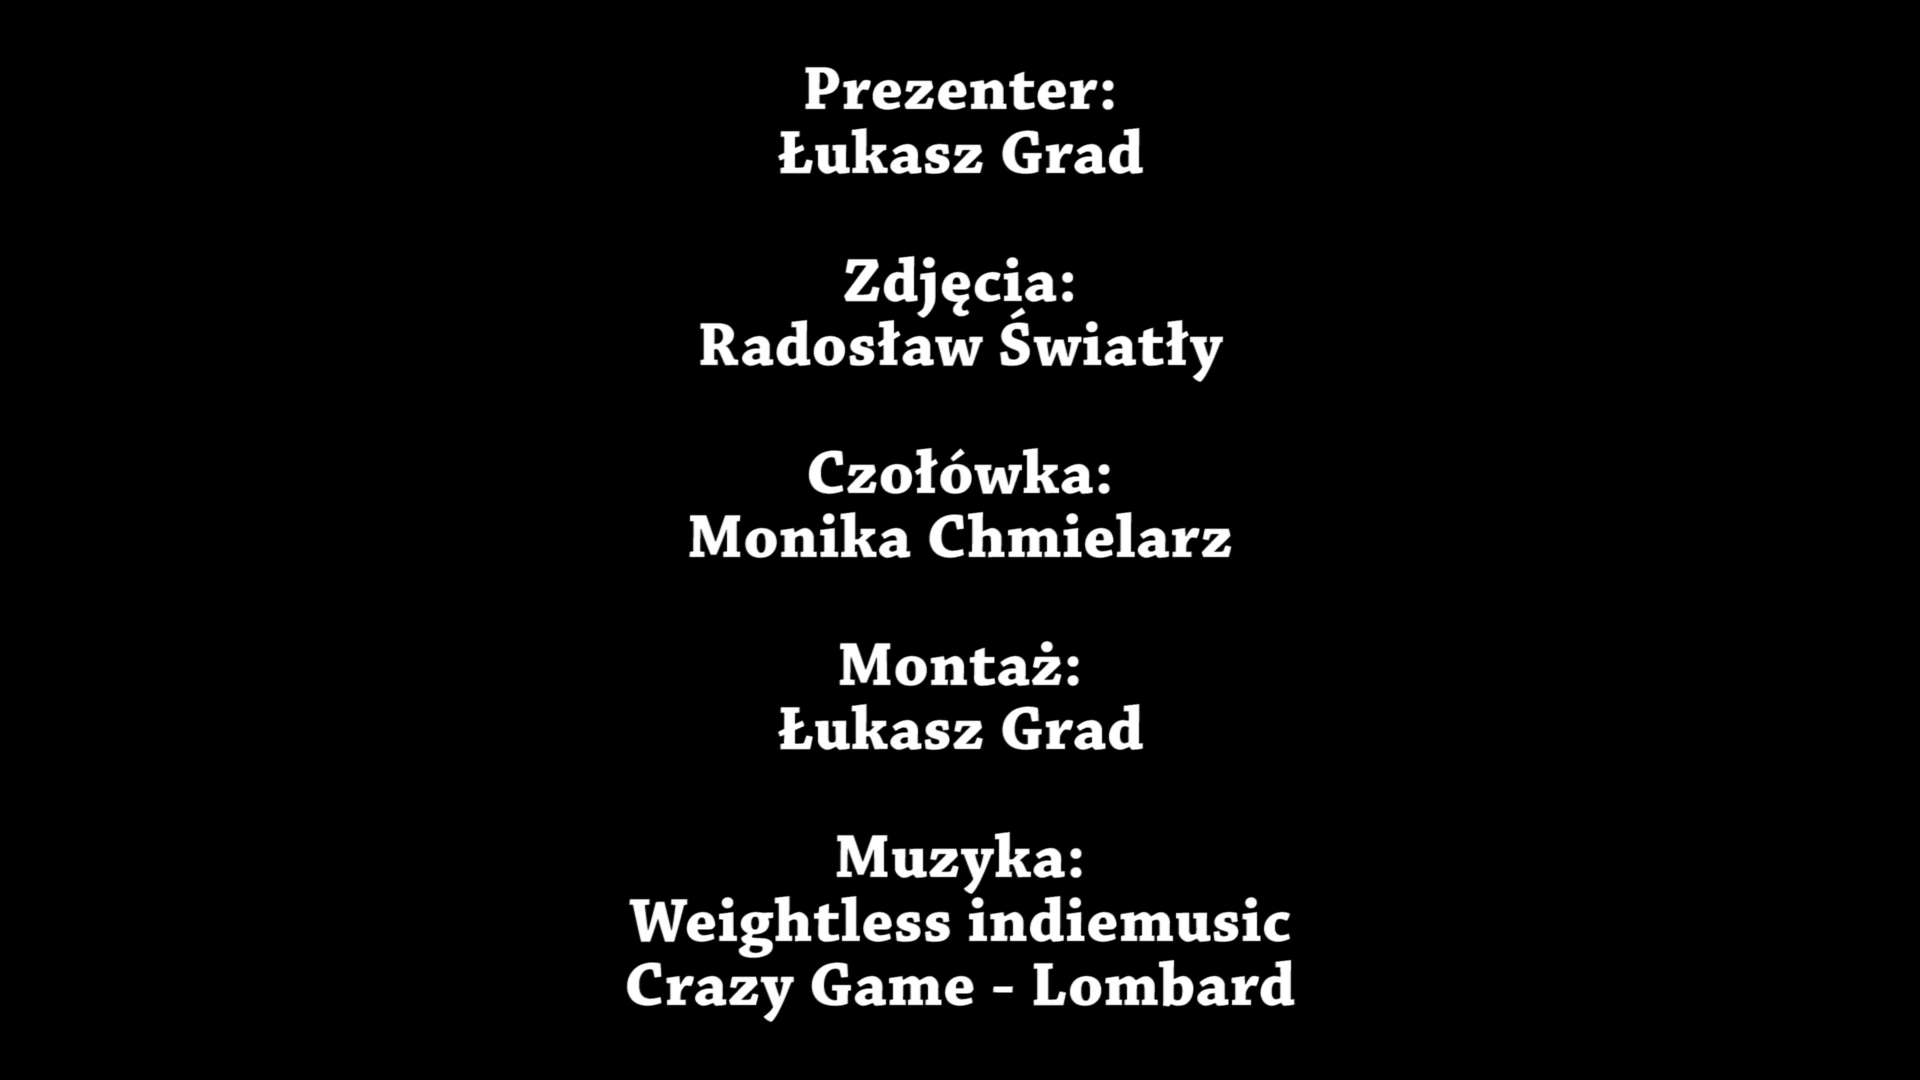 Prezenter:
Łukasz Grad
Zdjęcia:
Radosław Światły
Czołówka:
Monika Chmielarz
Montaż:
Łukasz Grad
Muzyka:
Weightless indiemusic
Crazy Game - Lombard